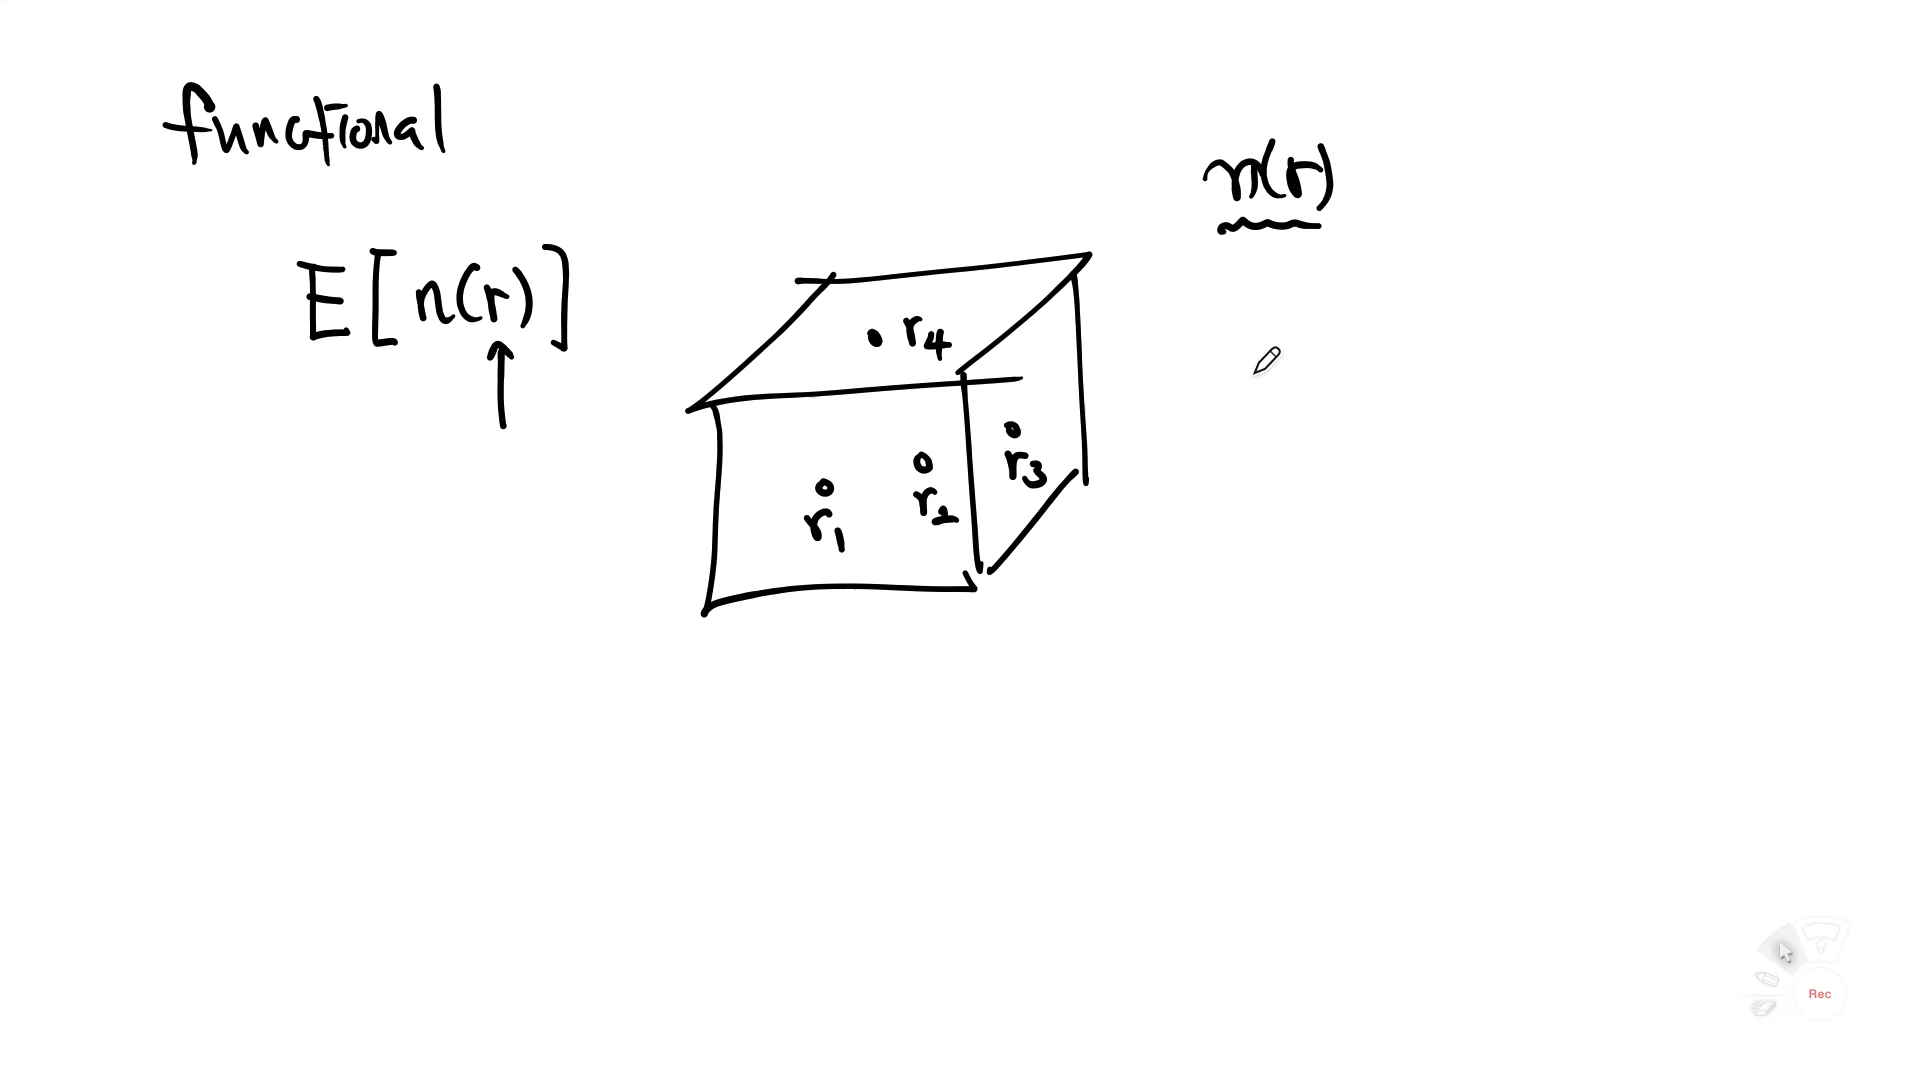 functional
n(r)
E[n(r)]
r4
r3
r2
r1
Rec